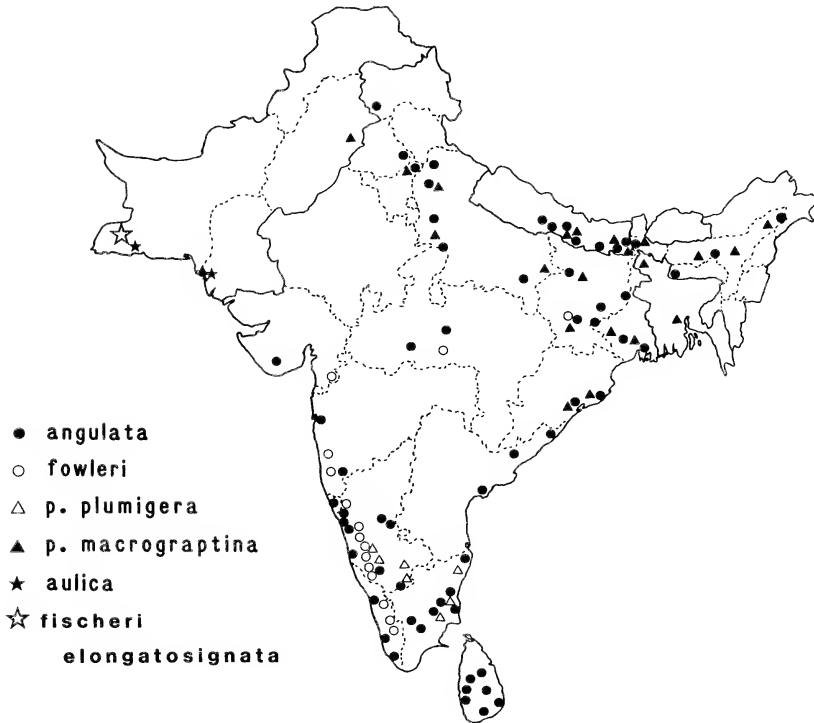 angulata
fowleri
p. plumigera
p. macrograptina
aulica
fischeri
elongatosignata